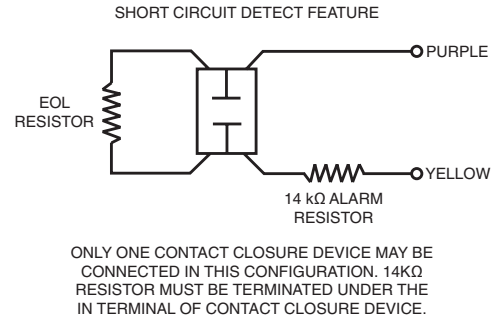 SHORT CIRCUIT DETECT FEATURE
PURPLE
EOL
RESISTOR
YELLOW
14 kΩ ALARM
RESISTOR
ONLY ONE CONTACT CLOSURE DEVICE MAY BE
CONNECTED IN THIS CONFIGURATION. 14KΩ
RESISTOR MUST BE TERMINATED UNDER THE
IN TERMINAL OF CONTACT CLOSURE DEVICE.